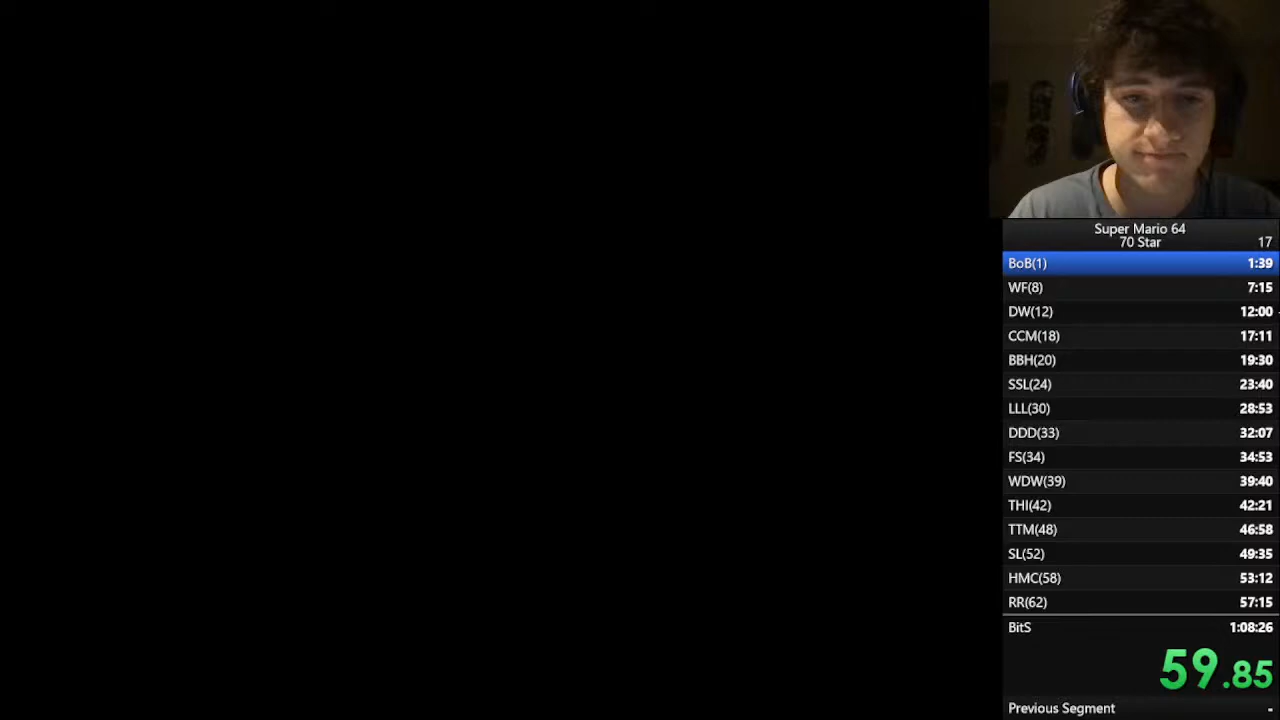 Super Mario 64
70 Star 17
BoB(1) 1:39
WF(8) 7:15
DW(12) 12:00
CCM(18) 17:11
BBH(20) 19:30
SSL(24) 23:40
LLL(30) 28:53
DDD(33) 32:07
FS(34) 34:53
WDW(39) 39:40
THI(42) 42:21
TTM(48) 46:58
SL(52) 49:35
HMC(58) 53:12
RR(62) 57:15
BitS 1:08:26
59.85
Previous Segment -